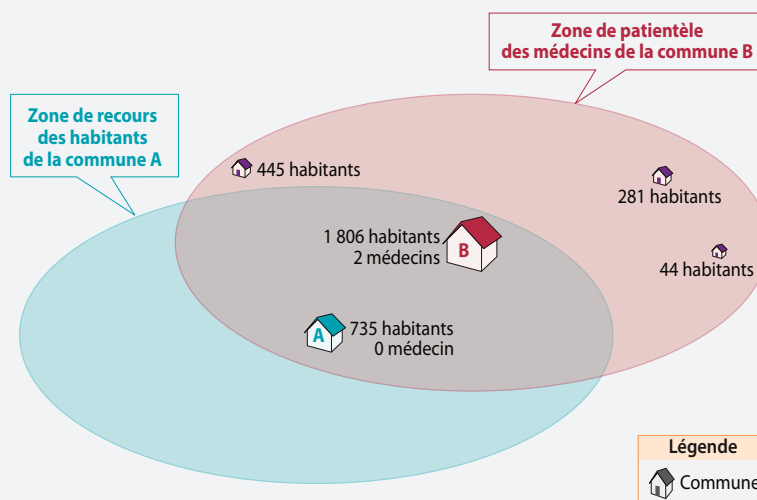 Zone de patientèle
des médecins de la commune B
Zone de recours
des habitants
de la commune A
445 habitants
281 habitants
1 806 habitants
2 médecins
B
44 habitants
A
735 habitants
0 médecin
Légende
Commune